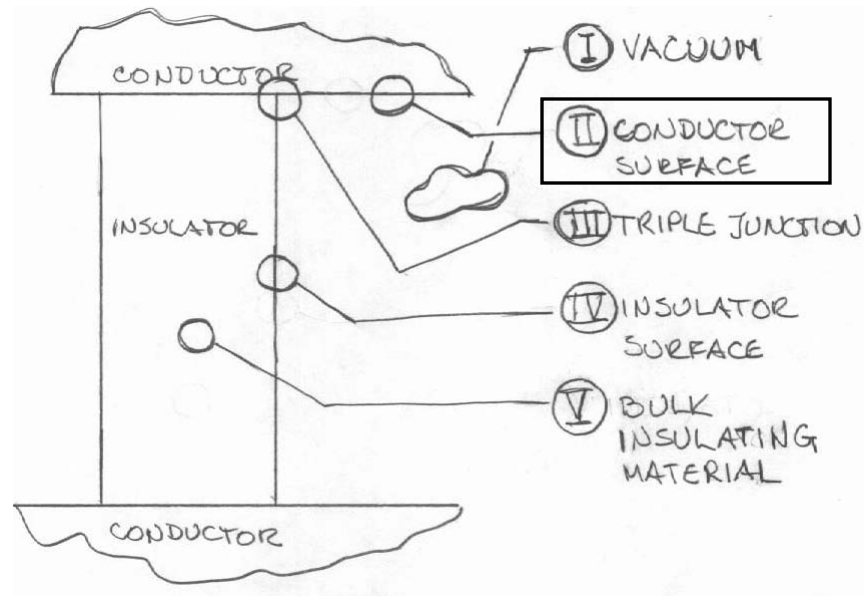 CONDUCTOR
I VACUUM
II CONDUCTOR
SURFACE
INSULATOR
III TRIPLE JUNCTION
IV INSULATOR
SURFACE
V BULK
INSULATING
MATERIAL
CONDUCTOR